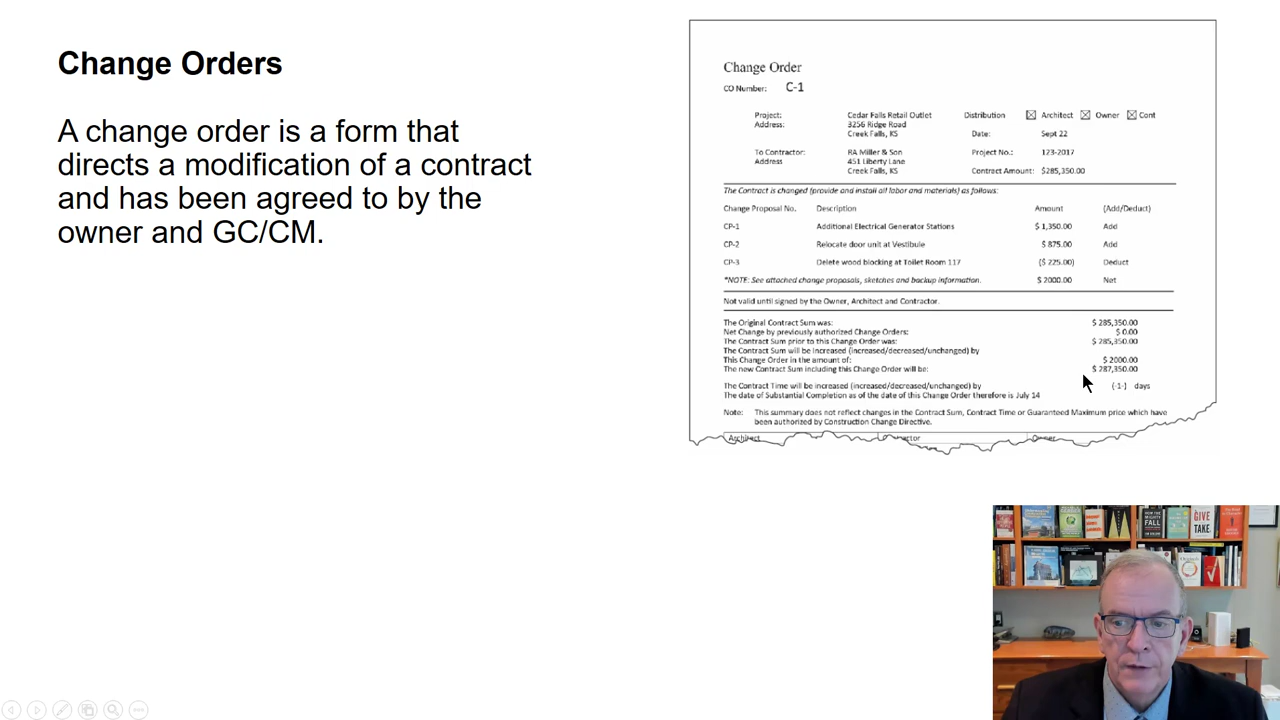 Change Orders
A change order is a form that
directs a modification of a contract
and has been agreed to by the
owner and GC/CM.
Change Order
CO Number: C-1
Project: Cedar Falls Retail Outlet Distribution Architect Owner Cont
Address: 3256 Ridge Road
Creek Falls, KS Date: Sept 22
To Contractor: RA Miller & Son Project No.: 123-2017
Address 451 Liberty Lane
Creek Falls, KS Contract Amount: $285,350.00
The Contract is changed (provide and install all labor and materials) as follows:
Change Proposal No. Description Amount (Add/Deduct)
CP-1 Additional Electrical Generator Stations $ 1,350.00 Add
CP-2 Relocate door unit at Vestibule $ 875.00 Add
CP-3 Delete wood blocking at Toilet Room 117 ($ 225.00) Deduct
*NOTE: See attached change proposals, sketches and backup information. $ 2000.00 Net
Not valid until signed by the Owner, Architect and Contractor.
The Original Contract Sum was: $ 285,350.00
Net Change by previously authorized Change Orders: $ 0.00
The Contract Sum prior to this Change Order was: $ 285,350.00
The Contract Sum will be Increased (increased/decreased/unchanged) by
This Change Order in the amount of: $ 2000.00
The new Contract Sum including this Change Order will be: $ 287,350.00
The Contract Time will be increased (increased/decreased/unchanged) by (-1-) days
The date of Substantial Completion as of the date of this Change Order therefore is July 14
Note: This summary does not reflect changes in the Contract Sum, Contract Time or Guaranteed Maximum price which have
been authorized by Construction Change Directive.
Architect Owner
HOW THE
MIGHTY
FALL
GIVE
TAKE